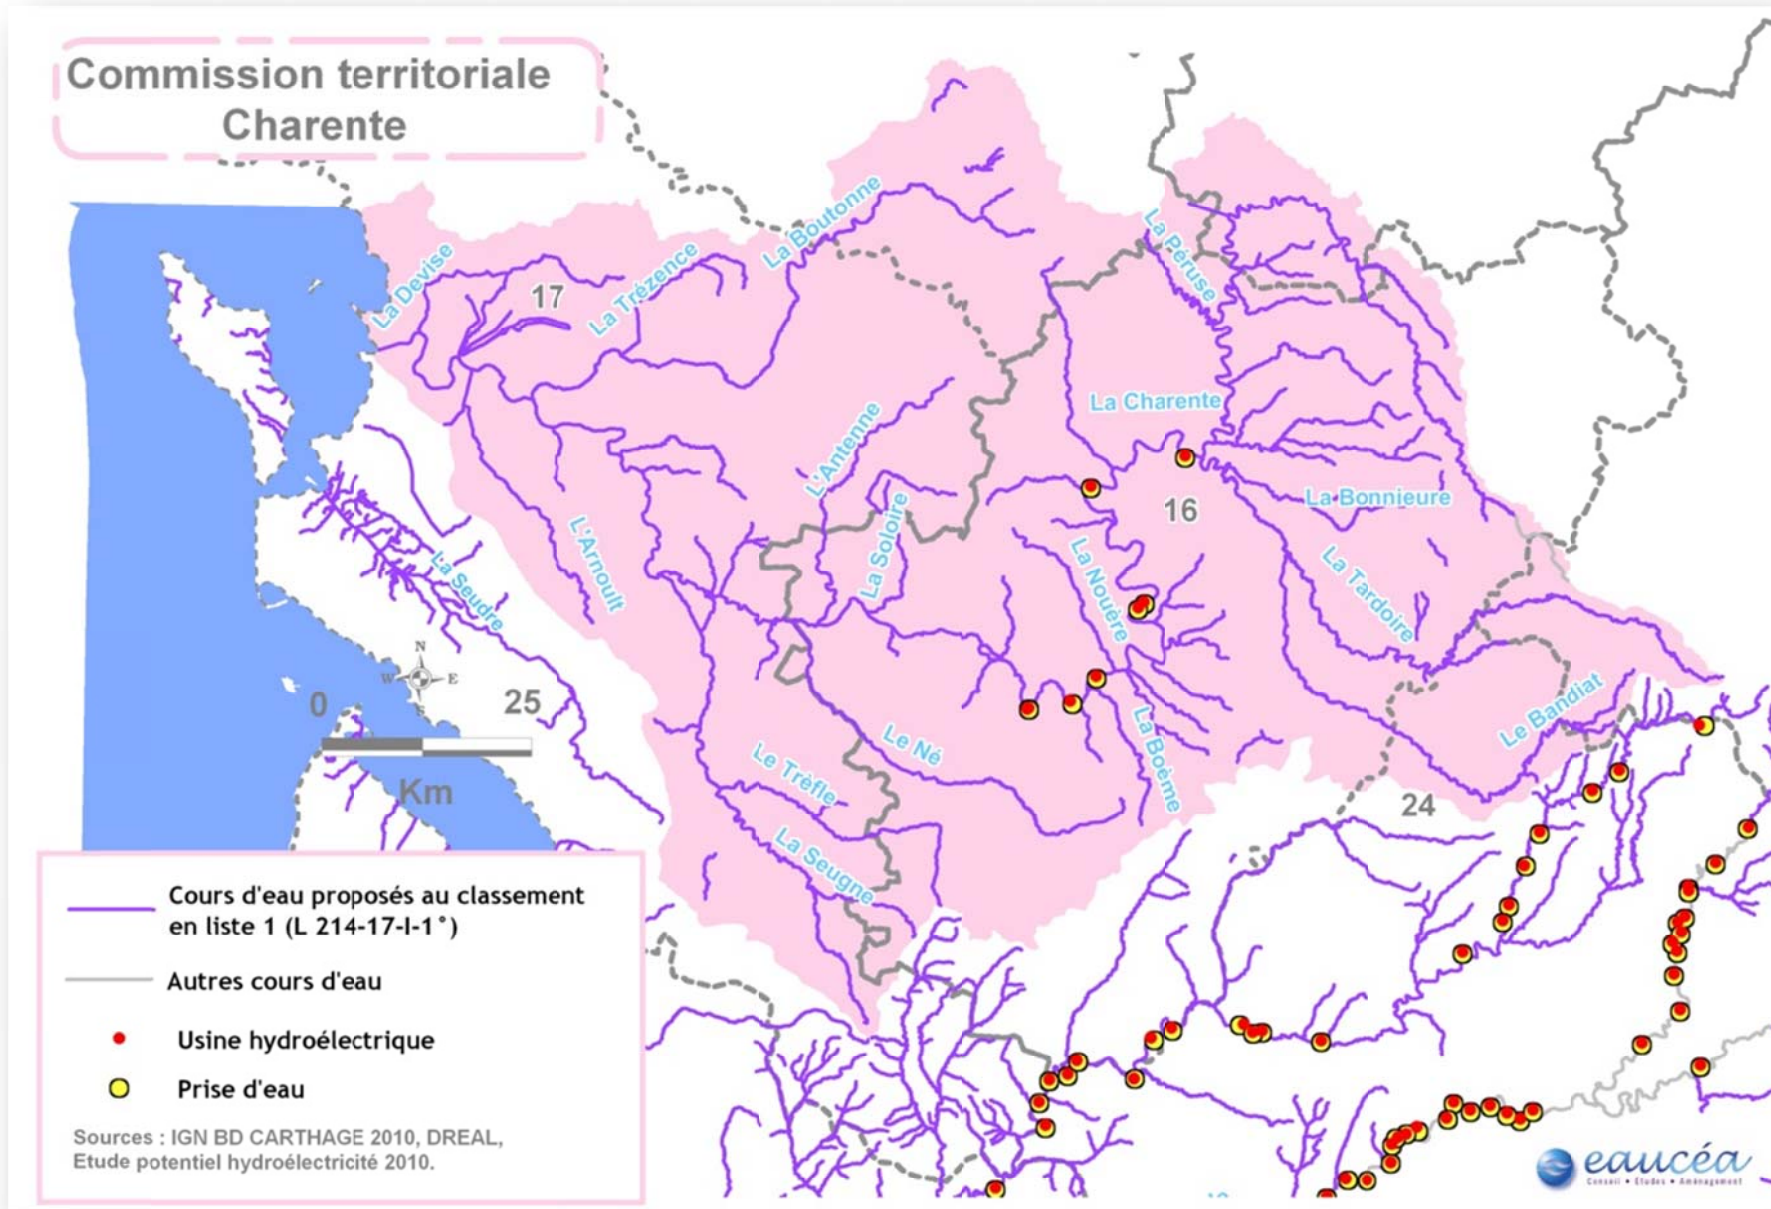 Commission territoriale
Charente
La Devise
17
La Trézence
La Boutonne
La Péruse
La Charente
L'Antenne
La Soloire
16
La Bonnieure
L'Arnoult
La Seudre
La Nouère
La Tardoire
N
W
E
S
0
25
Km
Le Né
Le Trèfle
La Seugne
La Boëme
Le Bandiat
24
Cours d'eau proposés au classement
en liste 1 (L 214-17-I-1°)
Autres cours d'eau
Usine hydroélectrique
Prise d'eau
Sources : IGN BD CARTHAGE 2010, DREAL,
Etude potentiel hydroélectricité 2010.
eaucéa
Conseil • Etudes • Aménagement